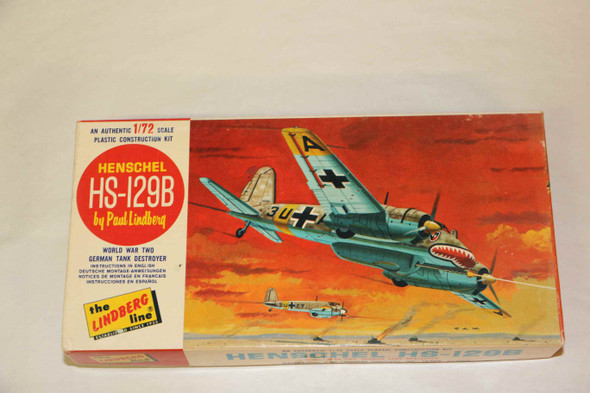 AN AUTHENTIC 1/72 SCALE
PLASTIC CONSTRUCTION KIT
HENSCHEL
HS-129B
by Paul Lindberg
WORLD WAR TWO
GERMAN TANK DESTROYER
INSTRUCTIONS IN ENGLISH
DEUTSCHE MONTAGE-ANWEISUNGEN
NOTICES DE MONTAGE EN FRANCAIS
INSTRUCCIONES EN ESPAÑOL
the
LINDBERG
line
A
3U
HENSCHEL HS-129B